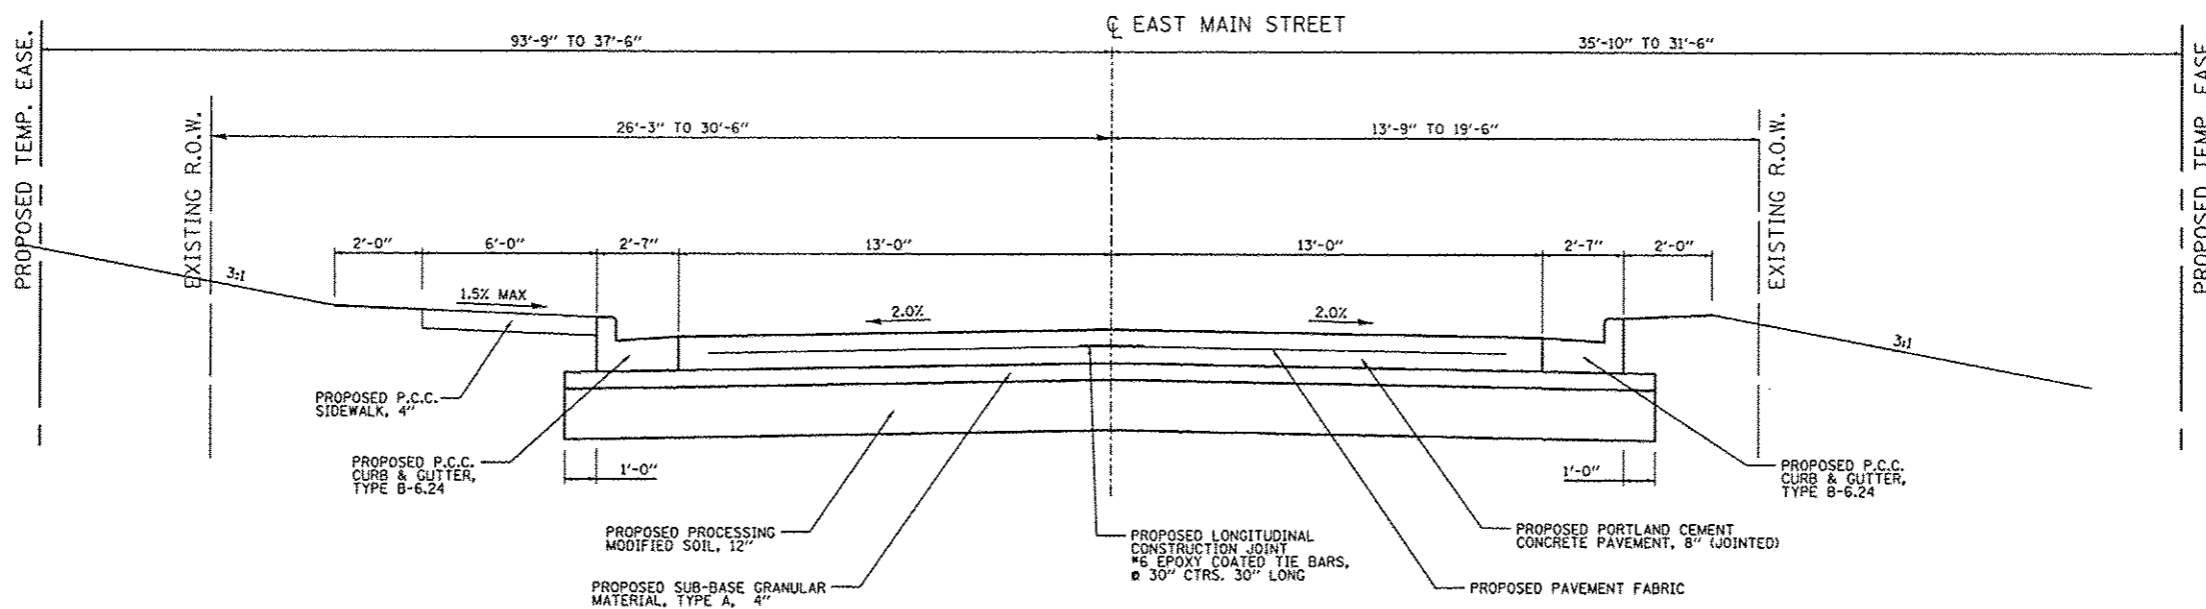 ℄ EAST MAIN STREET
93'-9" TO 37'-6"
35'-10" TO 31'-6"
PROPOSED TEMP. EASE.
EXISTING R.O.W.
26'-3" TO 30'-6"
13'-9" TO 19'-6"
EXISTING R.O.W.
PROPOSED TEMP. EASE.
2'-0"
6'-0"
2'-7"
13'-0"
13'-0"
2'-7"
2'-0"
3:1
1.5% MAX
2.0%
2.0%
3:1
PROPOSED P.C.C.
SIDEWALK, 4"
PROPOSED P.C.C.
CURB & GUTTER,
TYPE B-6.24
1'-0"
1'-0"
PROPOSED P.C.C.
CURB & GUTTER,
TYPE B-6.24
PROPOSED PROCESSING
MODIFIED SOIL, 12"
PROPOSED LONGITUDINAL
CONSTRUCTION JOINT
#6 EPOXY COATED TIE BARS,
@ 30" CTRS. 30" LONG
PROPOSED PORTLAND CEMENT
CONCRETE PAVEMENT, 8" (JOINTED)
PROPOSED SUB-BASE GRANULAR
MATERIAL, TYPE A, 4"
PROPOSED PAVEMENT FABRIC